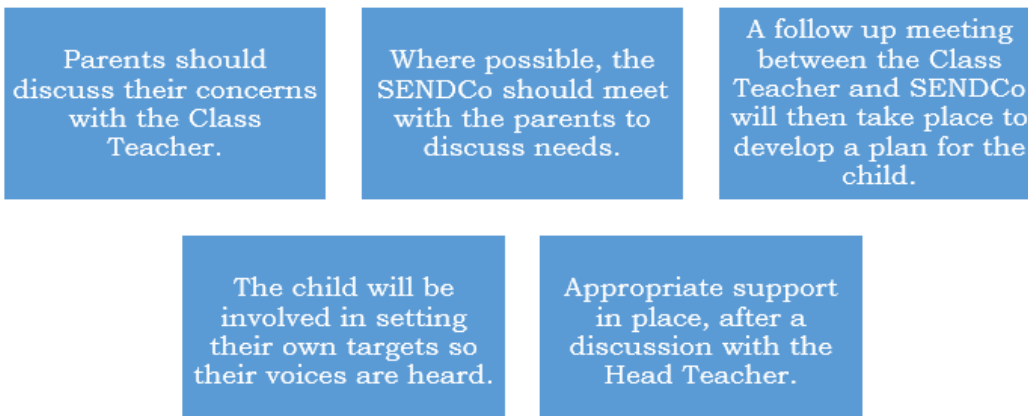 Parents should
discuss their concerns
with the Class
Teacher.
Where possible, the
SENDCo should meet
with the parents to
discuss needs.
A follow up meeting
between the Class
Teacher and SENDCo
will then take place to
develop a plan for the
child.
The child will be
involved in setting
their own targets so
their voices are heard.
Appropriate support
in place, after a
discussion with the
Head Teacher.